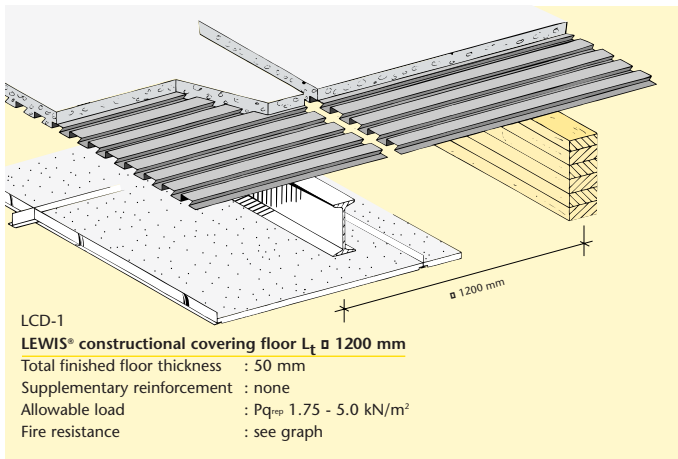 ¤ 1200 mm
LCD-1
LEWIS® constructional covering floor Lt ¤ 1200 mm
Total finished floor thickness : 50 mm
Supplementary reinforcement : none
Allowable load : Pqrep 1.75 - 5.0 kN/m²
Fire resistance : see graph